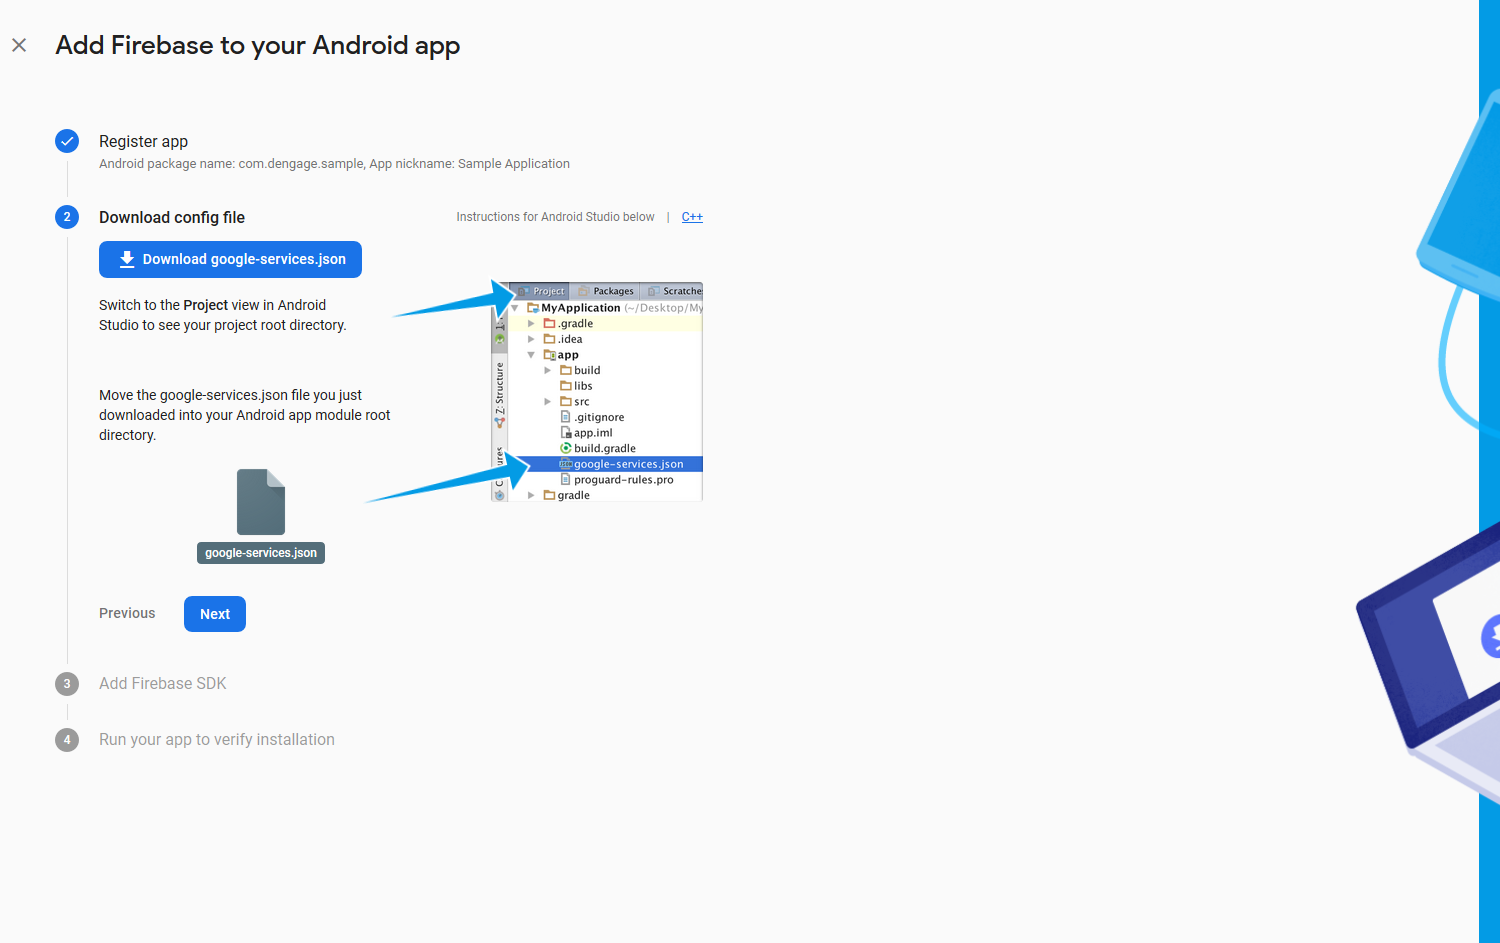 Add Firebase to your Android app
Register app
Android package name: com.dengage.sample, App nickname: Sample Application
2
Download config file
Instructions for Android Studio below | C++
Download google-services.json
Switch to the Project view in Android
Studio to see your project root directory.
Move the google-services.json file you just
downloaded into your Android app module root
directory.
google-services.json
Project
Packages
Scratche
MyApplication (~/Desktop/My
.gradle
.idea
app
build
libs
src
.gitignore
app.iml
build.gradle
google-services.json
proguard-rules.pro
gradle
Z: Structure
Previous
Next
3
Add Firebase SDK
4
Run your app to verify installation